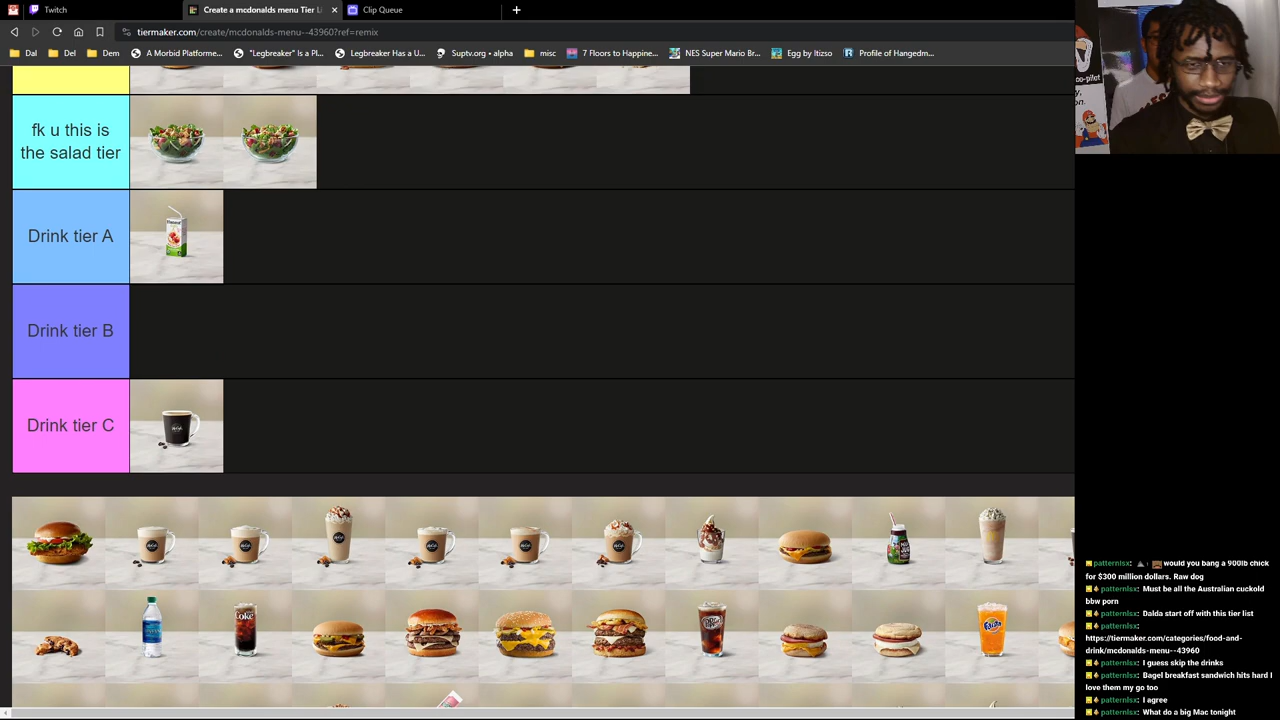 Twitch
Create a mcdonalds menu Tier Li
Clip Queue
tiermaker.com/create/mcdonalds-menu--43960?ref=remix
Dal
Del
Dem
A Morbid Platforme...
"Legbreaker" Is a Pl...
Legbreaker Has a U...
Suptv.org • alpha
misc
7 Floors to Happine...
NES Super Mario Br...
Egg by Itizso
Profile of Hangedm...
fk u this is
the salad tier
Drink tier A
Drink tier B
Drink tier C
Coke
Fanta
co-pilot
patternlsx: would you bang a 900lb chick
for $300 million dollars. Raw dog
patternlsx: Must be all the Australian cuckold
bbw porn
patternlsx: Dalda start off with this tier list
patternlsx:
https://tiermaker.com/categories/food-and-
drink/mcdonalds-menu--43960
patternlsx: I guess skip the drinks
patternlsx: Bagel breakfast sandwich hits hard I
love them my go too
patternlsx: I agree
patternlsx: What do a big Mac tonight